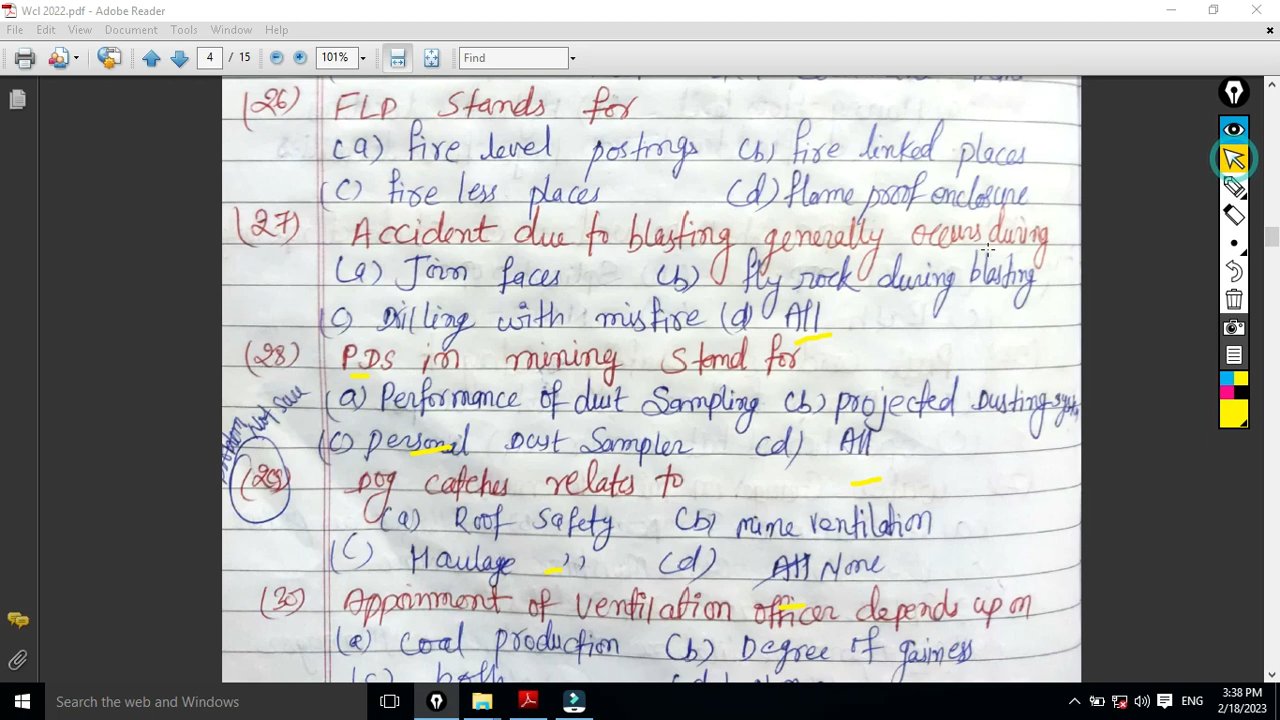 Wcl 2022.pdf - Adobe Reader
File Edit View Document Tools Window Help
4 / 15 101% Find
(26) FLP Stands for
(a) fire level postings (b) fire linked places
(c) fire less places (d) flame proof enclosure
(27) Accident due to blasting generally occurs during
(a) Join faces (b) fly rock during blasting
(c) Drilling with misfire (d) All
(28) PDS in mining Stand for
(a) Performance of dust Sampling (b) projected Dusting
(c) personal Dust Sampler (d) All
Not Save
(29) Dog catches relates to
(a) Roof Safety (b) mine ventilation
(c) Haulage ,, (d) All None
(30) Appoinment of ventilation officer depends upon
(a) coal production (b) Degree of
Search the web and Windows
ENG
3:38 PM
2/18/2023